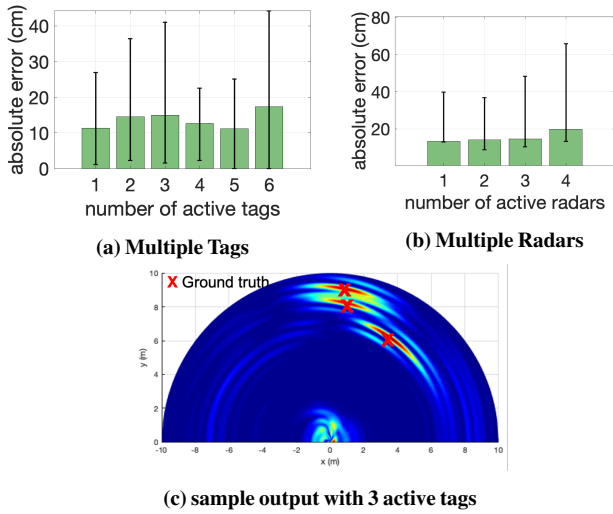 absolute error (cm)
40
30
20
10
0
1 2 3 4 5 6
number of active tags
(a) Multiple Tags
absolute error (cm)
80
60
40
20
1 2 3 4
number of active radars
(b) Multiple Radars
X Ground truth
y (m)
10
8
6
4
2
0
-10 -8 -6 -4 -2 0 2 4 6 8 10
x (m)
(c) sample output with 3 active tags